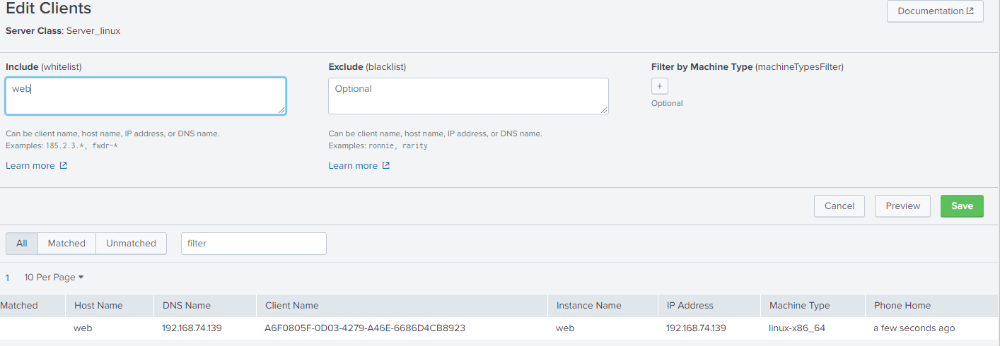 Edit Clients
Documentation
Server Class: Server_linux
Include (whitelist)
Exclude (blacklist)
Filter by Machine Type (machineTypesFilter)
web
Optional
+
Optional
Can be client name, host name, IP address, or DNS name.
Examples: 185.2.3.*, fwdr-*
Can be client name, host name, IP address, or DNS name.
Examples: ronnie, rarity
Learn more
Learn more
Cancel
Preview
Save
All
Matched
Unmatched
filter
1
10 Per Page
Matched Host Name DNS Name Client Name Instance Name IP Address Machine Type Phone Home
web 192.168.74.139 A6F0805F-0D03-4279-A46E-6686D4CB8923 web 192.168.74.139 linux-x86_64 a few seconds ago